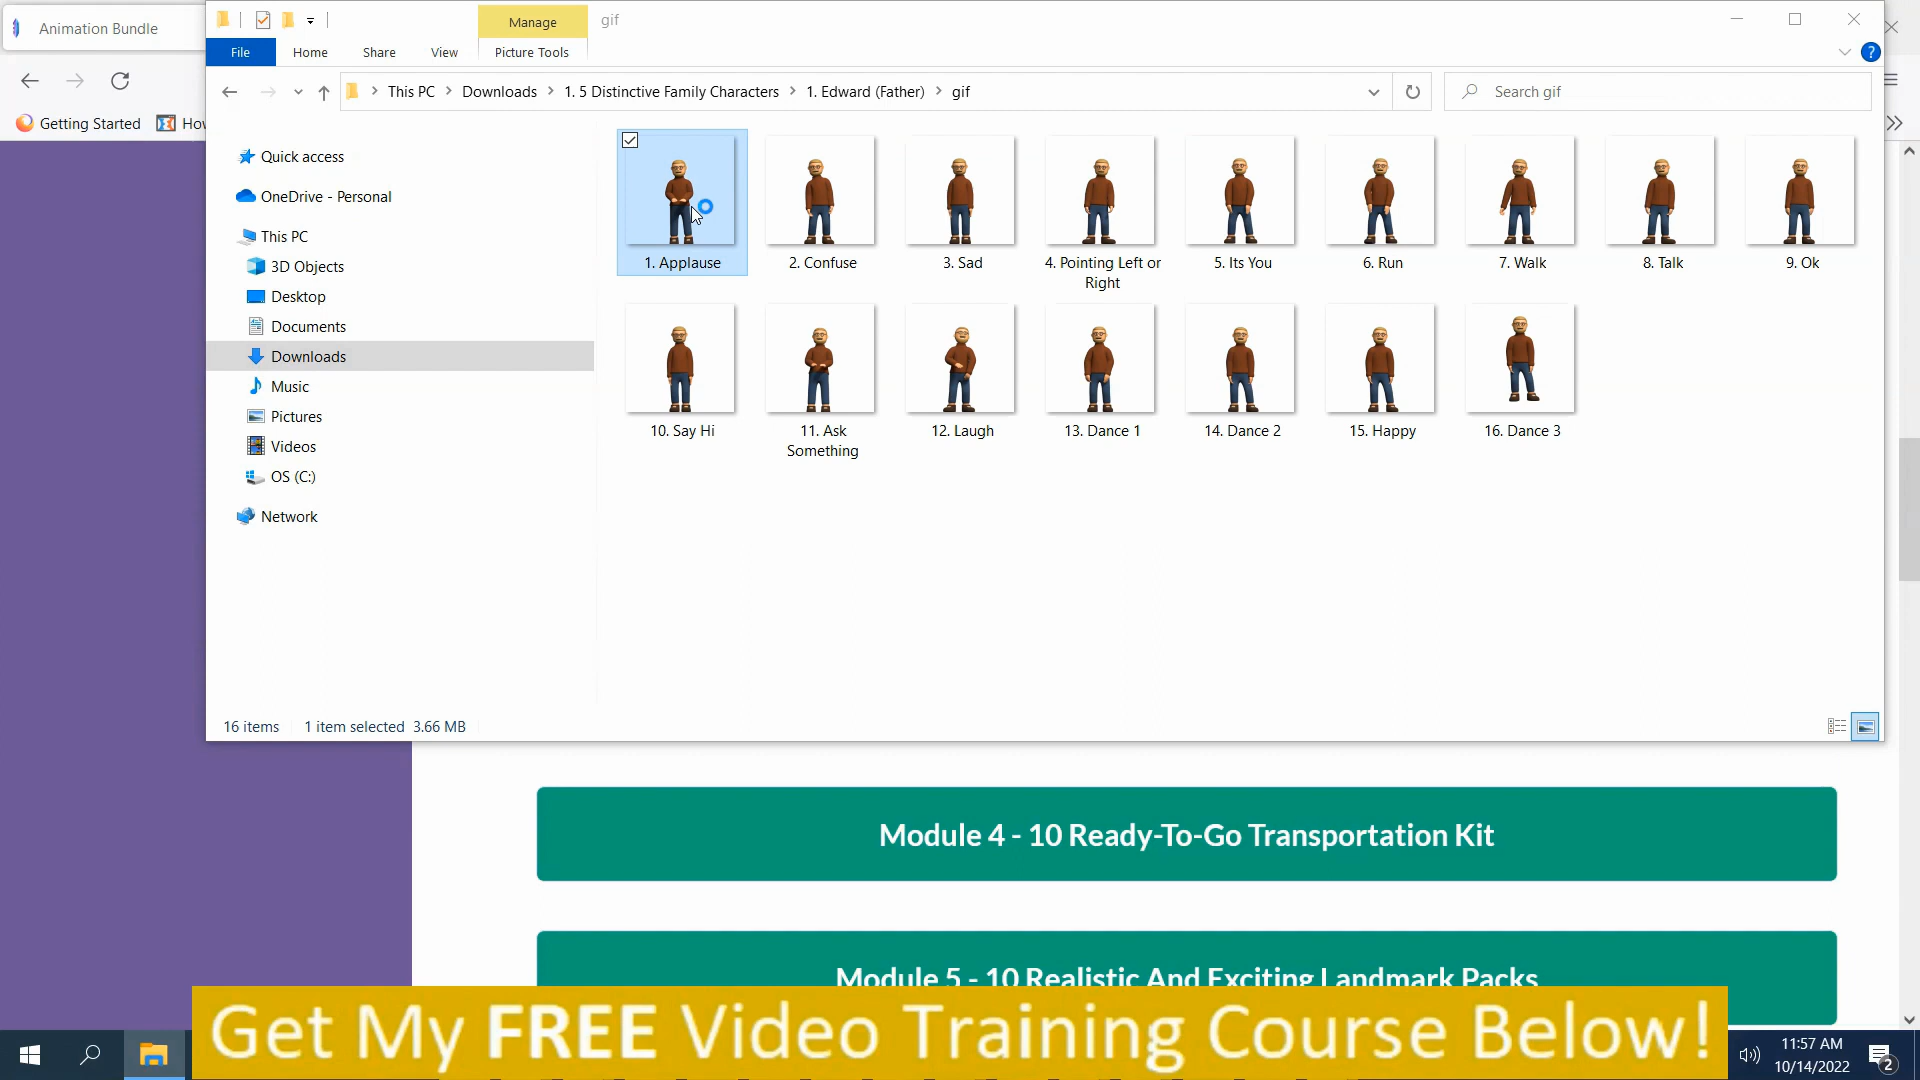 Animation Bundle
Manage
gif
File
Home
Share
View
Picture Tools
This PC
Downloads
1. 5 Distinctive Family Characters
1. Edward (Father)
gif
Search gif
Getting Started
How
Quick access
OneDrive - Personal
This PC
3D Objects
Desktop
Documents
Downloads
Music
Pictures
Videos
OS (C:)
Network
1. Applause
2. Confuse
3. Sad
4. Pointing Left or
Right
5. Its You
6. Run
7. Walk
8. Talk
9. Ok
10. Say Hi
11. Ask
Something
12. Laugh
13. Dance 1
14. Dance 2
15. Happy
16. Dance 3
16 items
1 item selected 3.66 MB
Module 4 - 10 Ready-To-Go Transportation Kit
Module 5 - 10 Realistic And Exciting Landmark Packs
Get My FREE Video Training Course Below!
11:57 AM
10/14/2022
2